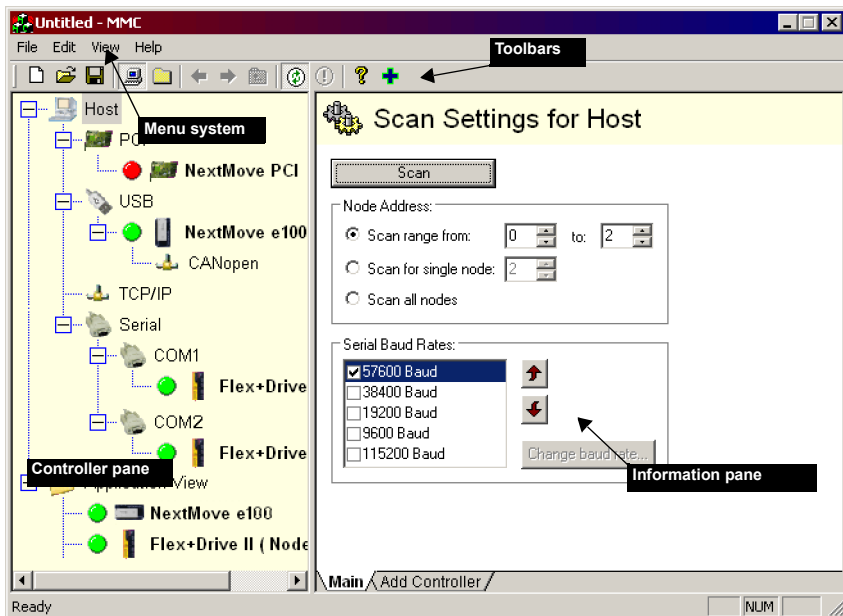 Untitled - MMC
File Edit View Help
Toolbars
Menu system
Host
NextMove PCI
USB
NextMove e100
CANopen
TCP/IP
Serial
COM1
Flex+Drive
COM2
Flex+Drive
Controller pane
View
NextMove e100
Flex+Drive II ( Node
Scan Settings for Host
Scan
Node Address:
Scan range from: 0 to: 2
Scan for single node: 2
Scan all nodes
Serial Baud Rates:
57600 Baud
38400 Baud
19200 Baud
9600 Baud
115200 Baud
Change baud rate...
Information pane
Main Add Controller
Ready NUM